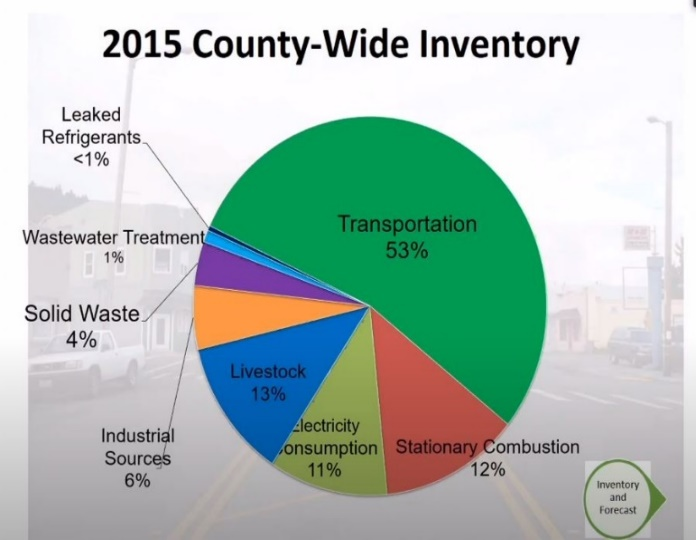 2015 County-Wide Inventory
Leaked
Refrigerants
<1%
Transportation
53%
Wastewater Treatment
1%
Solid Waste
4%
Livestock
13%
Industrial
Sources
6%
Electricity
Consumption
11%
Stationary Combustion
12%
Inventory
and
Forecast